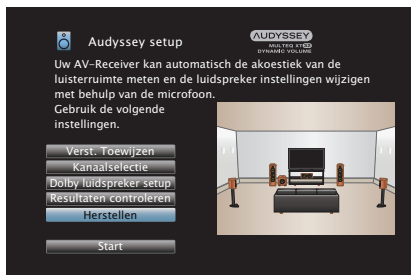 Audyssey setup
AUDYSSEY
MULTEQ XT32
DYNAMIC VOLUME
Uw AV-Receiver kan automatisch de akoestiek van de
luisterruimte meten en de luidspreker instellingen wijzigen
met behulp van de microfoon.
Gebruik de volgende
instellingen.
Verst. Toewijzen
Kanaalselectie
Dolby luidspreker setup
Resultaten controleren
Herstellen
Start